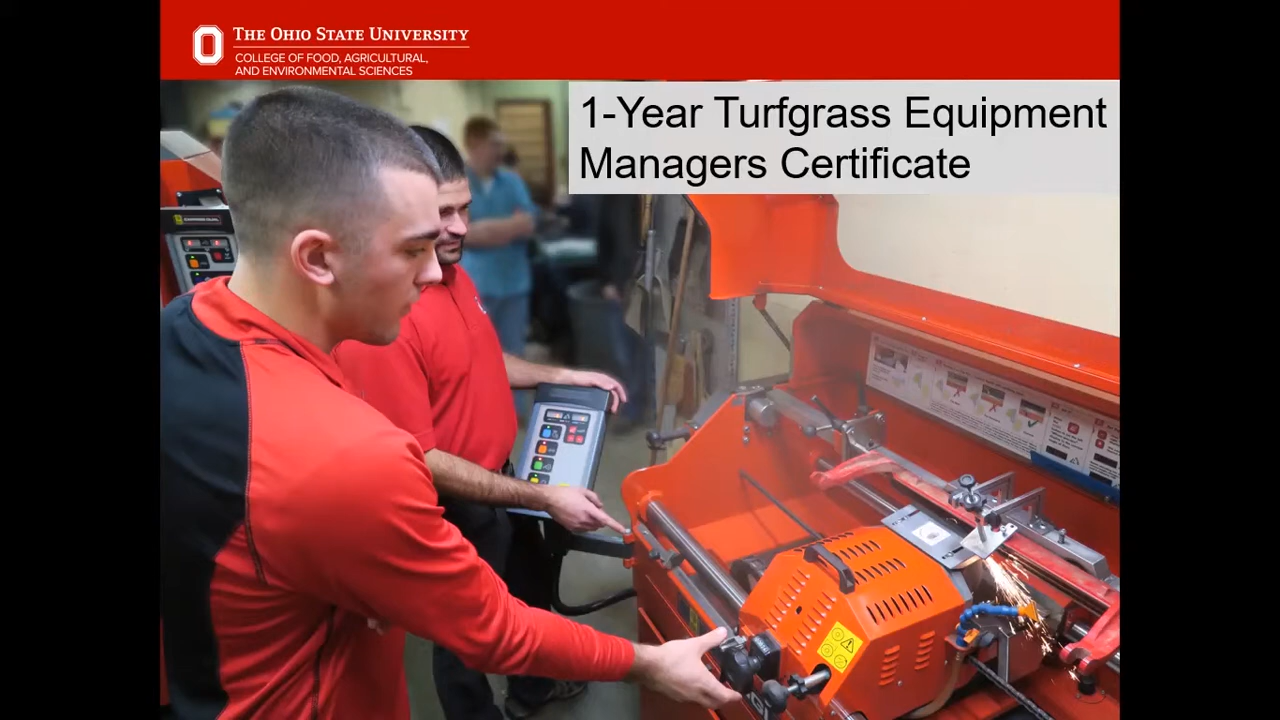 THE OHIO STATE UNIVERSITY
COLLEGE OF FOOD, AGRICULTURAL,
AND ENVIRONMENTAL SCIENCES
1-Year Turfgrass Equipment
Managers Certificate